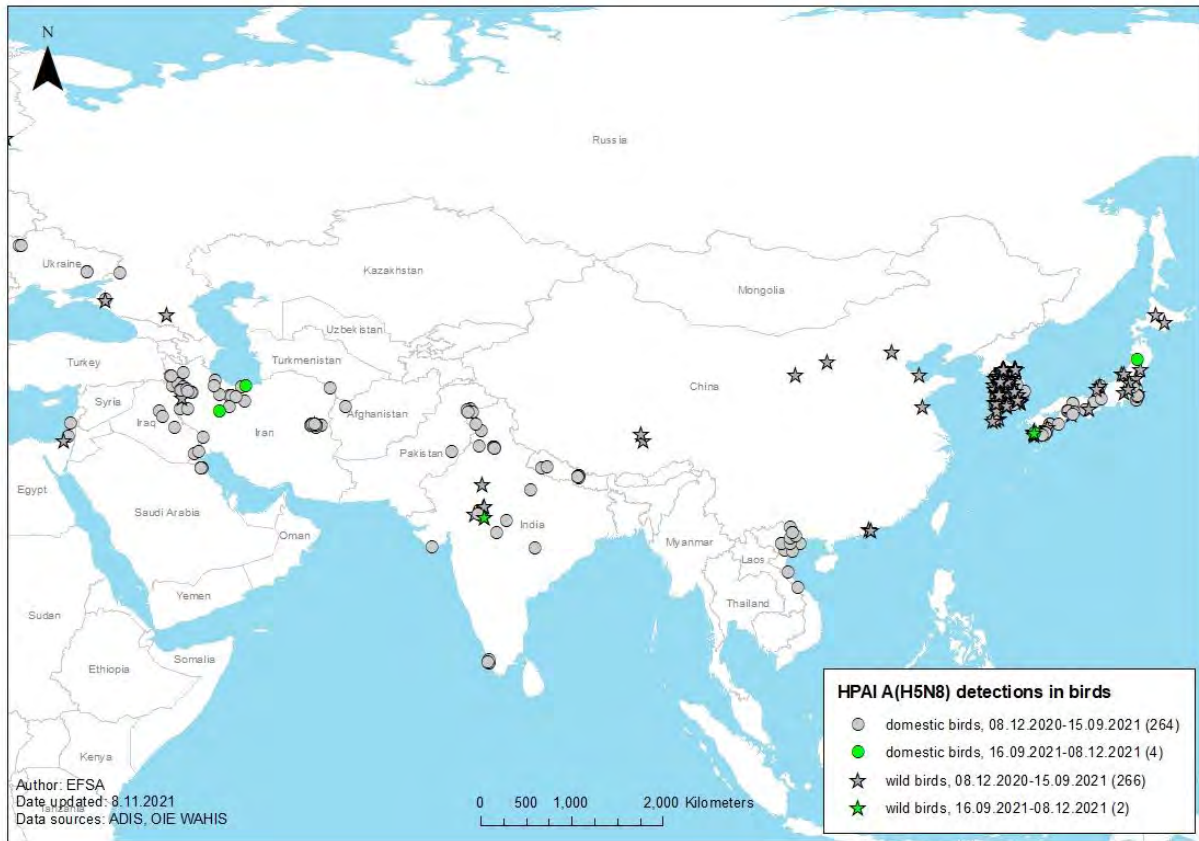 N
Russia
Ukraine
Kazakhstan
Mongolia
Uzbekistan
Turkey
Turkmenistan
China
Syria
Afghanistan
Iraq
Iran
Pakistan
Egypt
Saudi Arabia
India
Oman
Myanmar
Laos
Yemen
Thailand
Sudan
Ethiopia
Somalia
Kenya
Tanzania
HPAI A(H5N8) detections in birds
domestic birds, 08.12.2020-15.09.2021 (264)
domestic birds, 16.09.2021-08.12.2021 (4)
wild birds, 08.12.2020-15.09.2021 (266)
wild birds, 16.09.2021-08.12.2021 (2)
Author: EFSA
Date updated: 8.11.2021
Data sources: ADIS, OIE WAHIS
0 500 1,000 2,000 Kilometers